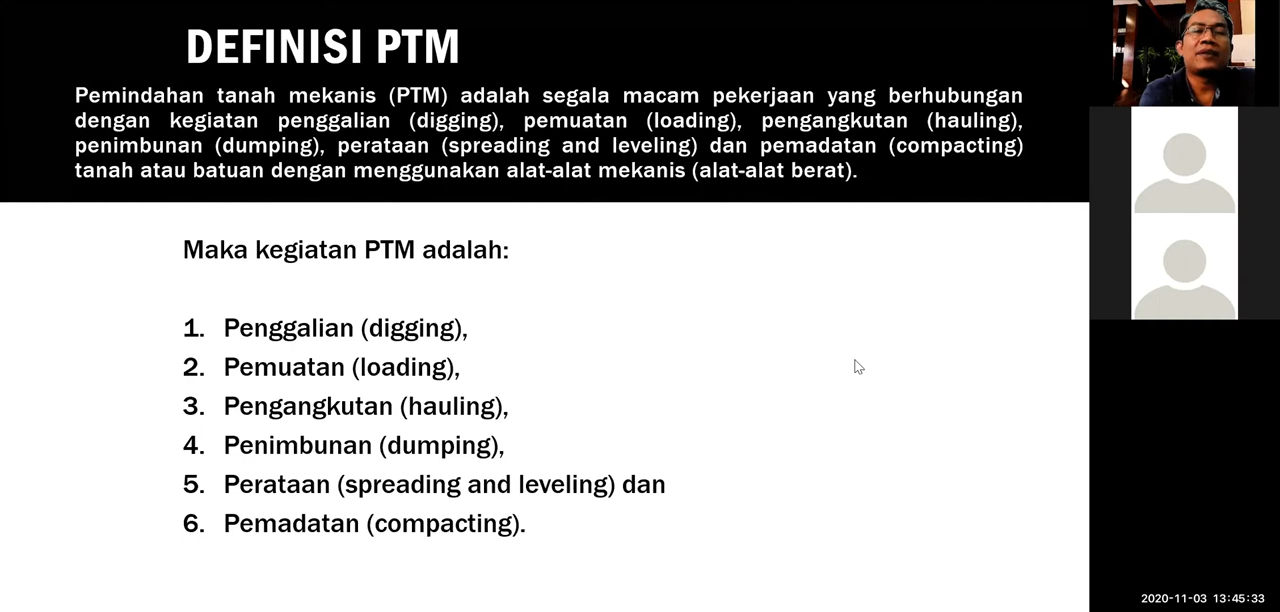 DEFINISI PTM
Pemindahan tanah mekanis (PTM) adalah segala macam pekerjaan yang berhubungan
dengan kegiatan penggalian (digging), pemuatan (loading), pengangkutan (hauling),
penimbunan (dumping), perataan (spreading and leveling) dan pemadatan (compacting)
tanah atau batuan dengan menggunakan alat-alat mekanis (alat-alat berat).
Maka kegiatan PTM adalah:
1. Penggalian (digging),
2. Pemuatan (loading),
3. Pengangkutan (hauling),
4. Penimbunan (dumping),
5. Perataan (spreading and leveling) dan
6. Pemadatan (compacting).
2020-11-03 13:45:33